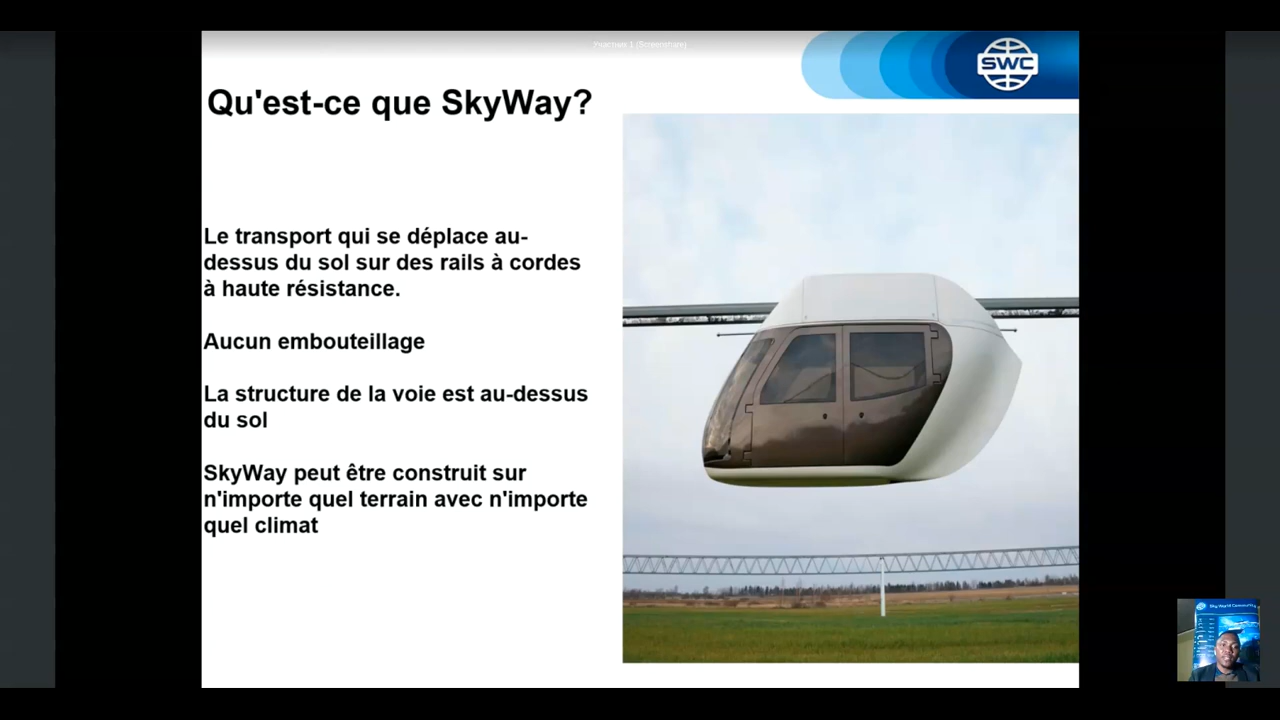 SWC
Qu'est-ce que SkyWay?
Le transport qui se déplace au-
dessus du sol sur des rails à cordes
à haute résistance.
Aucun embouteillage
La structure de la voie est au-dessus
du sol
SkyWay peut être construit sur
n'importe quel terrain avec n'importe
quel climat